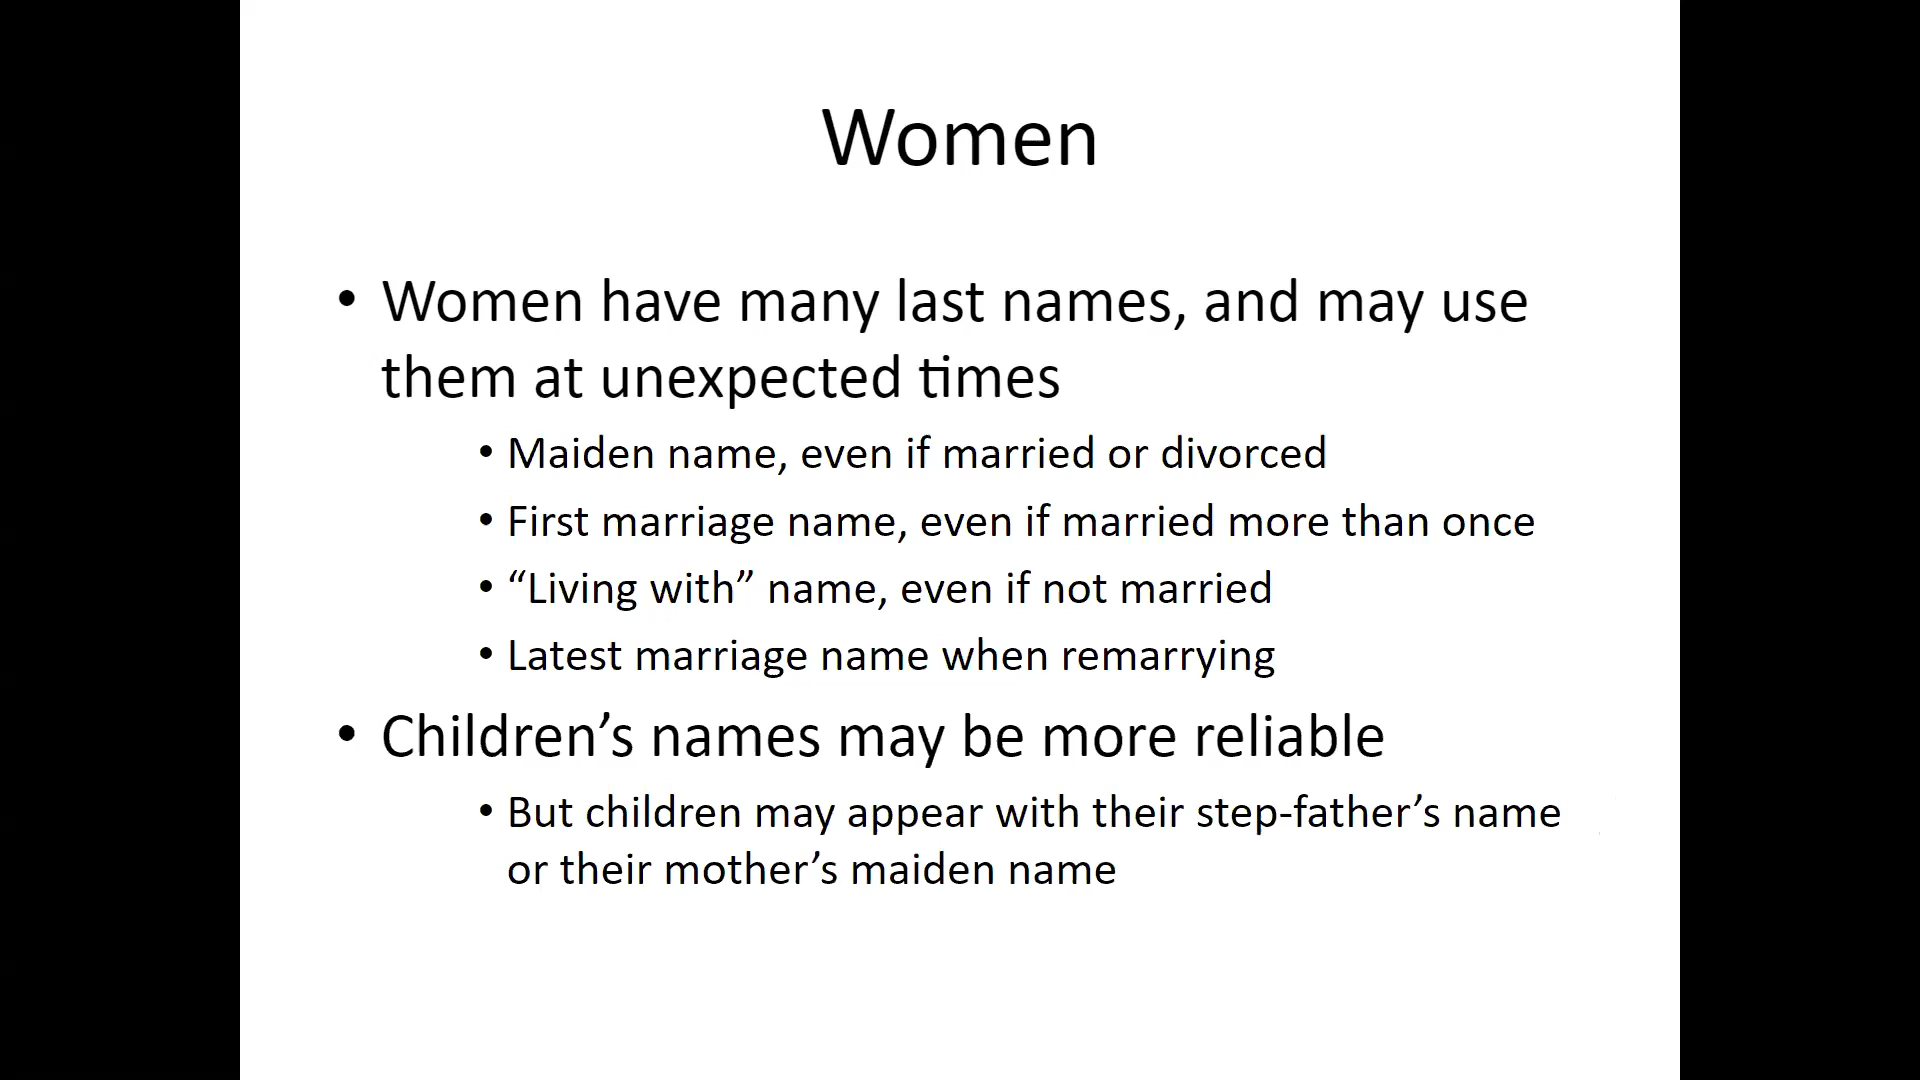 Women
• Women have many last names, and may use
them at unexpected times
• Maiden name, even if married or divorced
• First marriage name, even if married more than once
• “Living with” name, even if not married
• Latest marriage name when remarrying
• Children’s names may be more reliable
• But children may appear with their step-father’s name
or their mother’s maiden name